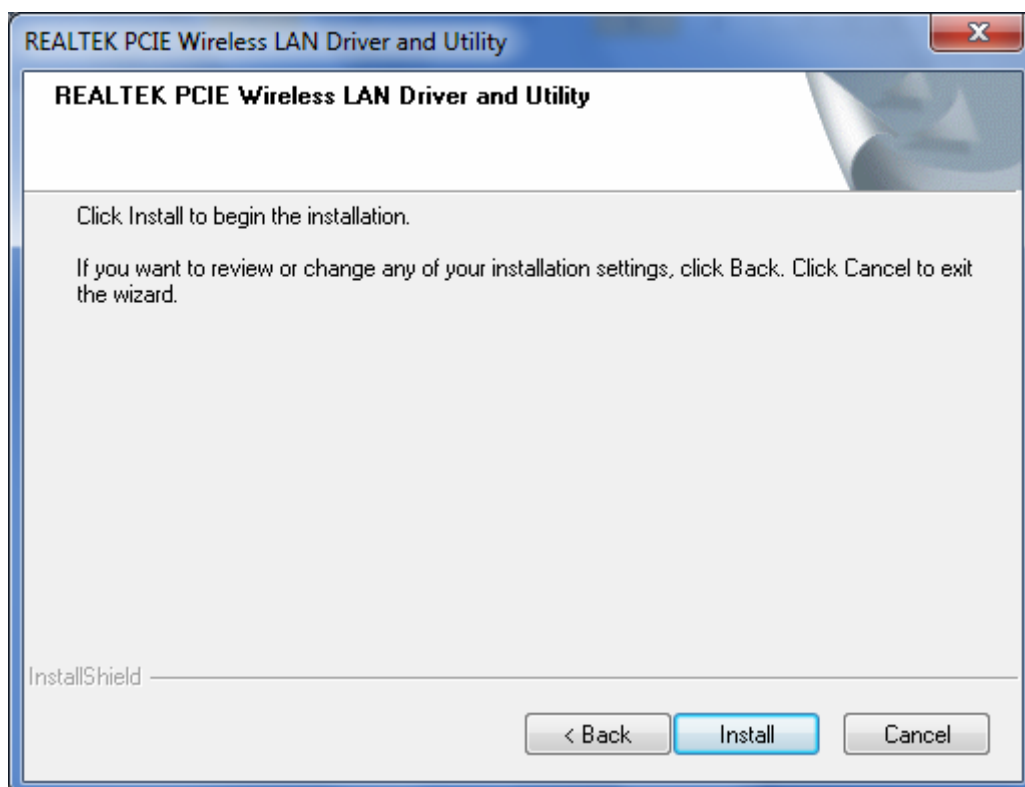 REALTEK PCIE Wireless LAN Driver and Utility
REALTEK PCIE Wireless LAN Driver and Utility
Click Install to begin the installation.
If you want to review or change any of your installation settings, click Back. Click Cancel to exit
the wizard.
InstallShield
< Back
Install
Cancel